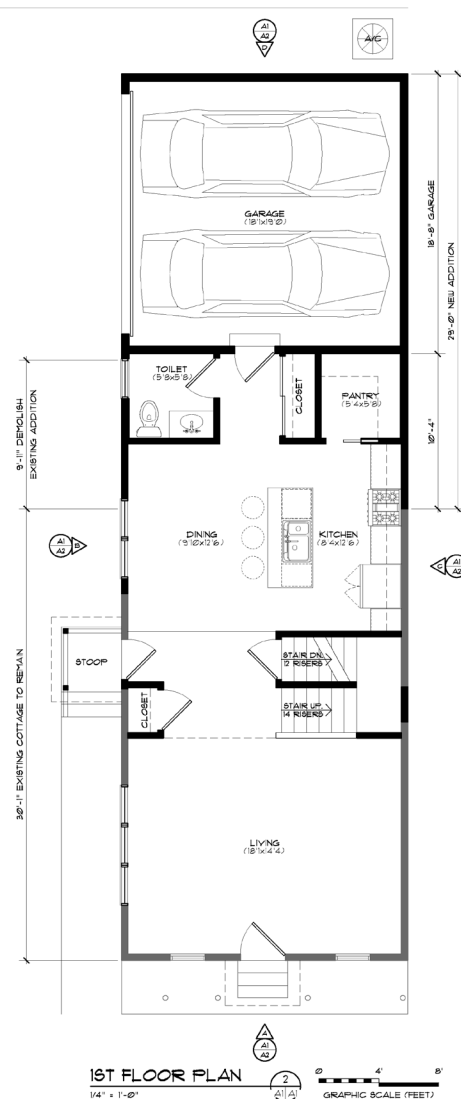 A1
A2
D
A/C
GARAGE
(18'1x19'0)
18'-8" GARAGE
29'-0" NEW ADDITION
TOILET
(5'8x5'8)
CLOSET
PANTRY
(5'4x5'8)
9'-11" DEMOLISH
EXISTING ADDITION
10'-4"
DINING
(9'10x12'6)
KITCHEN
(8'4x12'6)
A1
A2
B
C
A1
A2
STOOP
STAIR DN.
12 RISERS
CLOSET
STAIR UP.
14 RISERS
30'-1" EXISTING COTTAGE TO REMAIN
LIVING
(18'1x14'4)
A
A1
A2
1ST FLOOR PLAN
1/4" = 1'-0"
2
A1 A1
0 4' 8'
GRAPHIC SCALE (FEET)